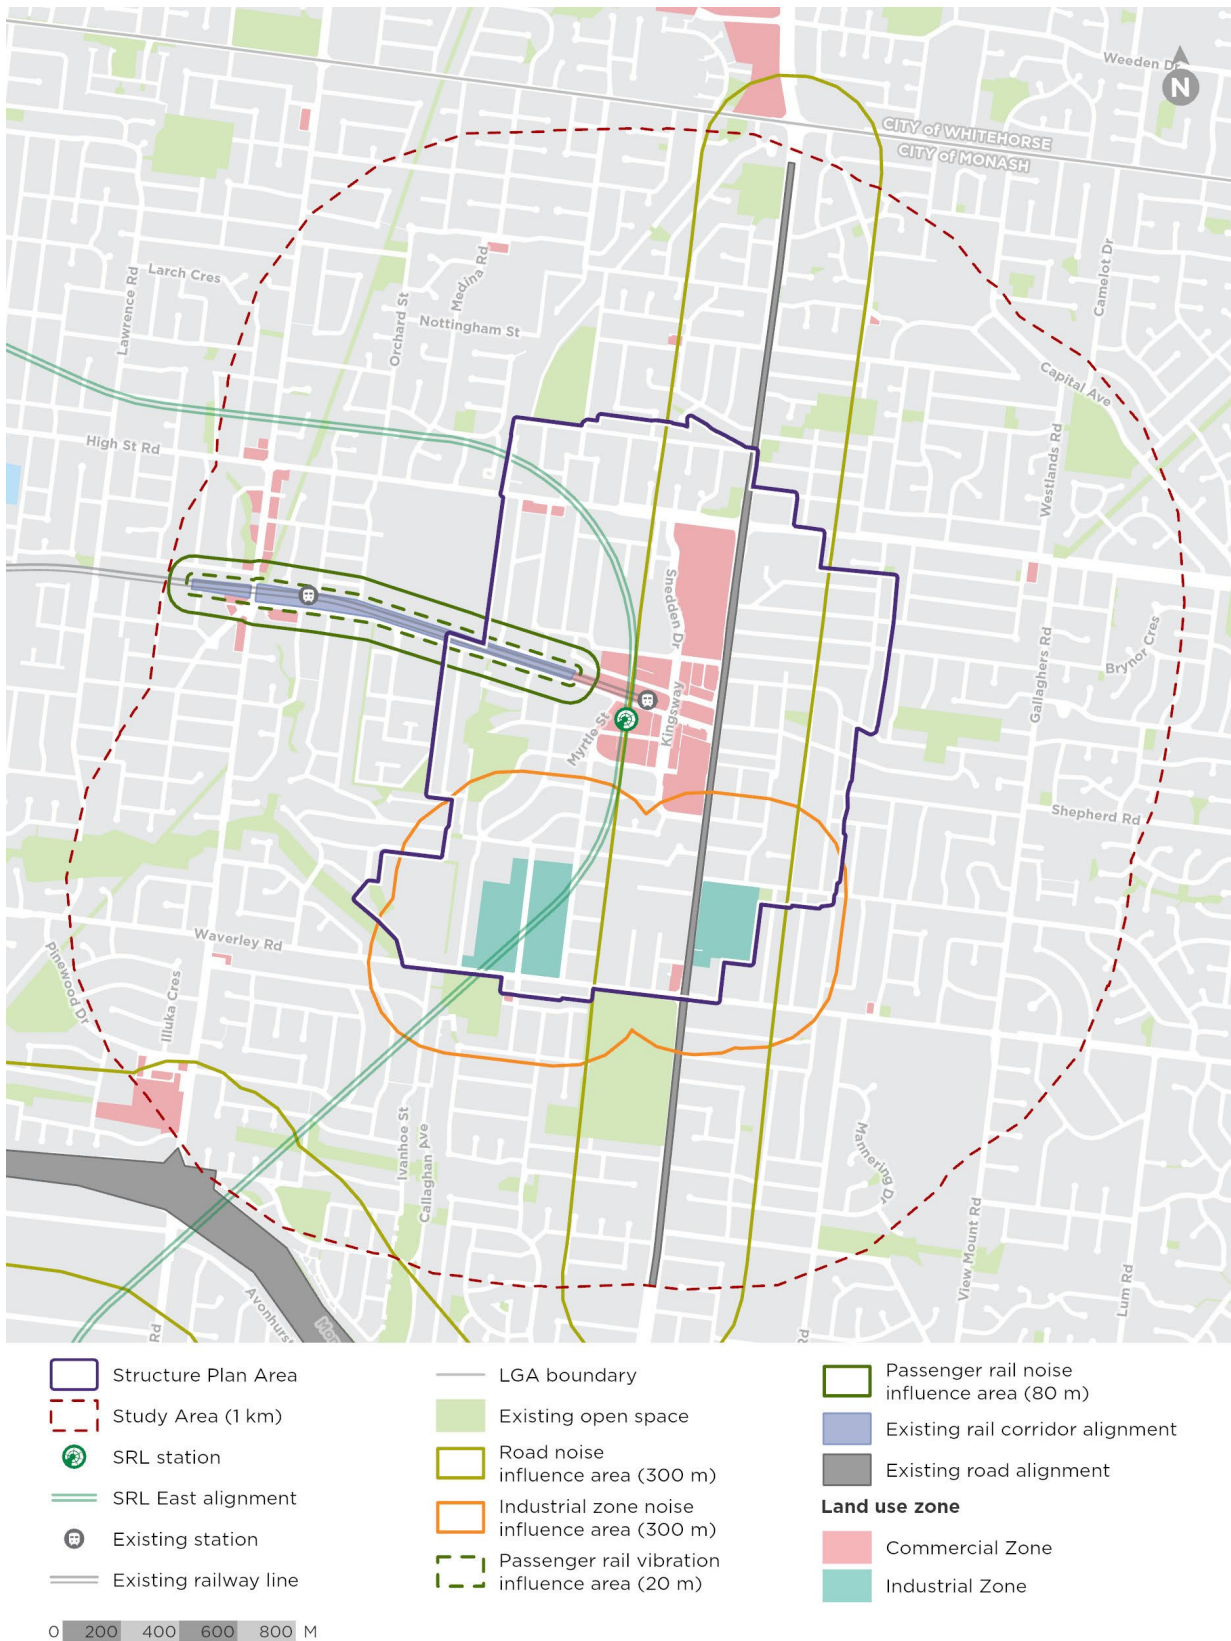 Weeden Dr
N
CITY of WHITEHORSE
CITY of MONASH
Larch Cres
Lawrence Rd
Medina Rd
Orchard St
Nottingham St
Camelot Dr
Capital Ave
High St Rd
Westlands Rd
Snedden Dr
Kingsway
Myrtle St
Gallaghers Rd
Brynor Cres
Shepherd Rd
Waverley Rd
Pinewood Dr
Illuka Cres
Ivanhoe St
Callaghan Ave
Mannering Dr
View Mount Rd
Lum Rd
Avonhurst
Rd
Rd
Structure Plan Area
Study Area (1 km)
SRL station
SRL East alignment
Existing station
Existing railway line
LGA boundary
Existing open space
Road noise
influence area (300 m)
Industrial zone noise
influence area (300 m)
Passenger rail vibration
influence area (20 m)
Passenger rail noise
influence area (80 m)
Existing rail corridor alignment
Existing road alignment
Land use zone
Commercial Zone
Industrial Zone
0 200 400 600 800 M